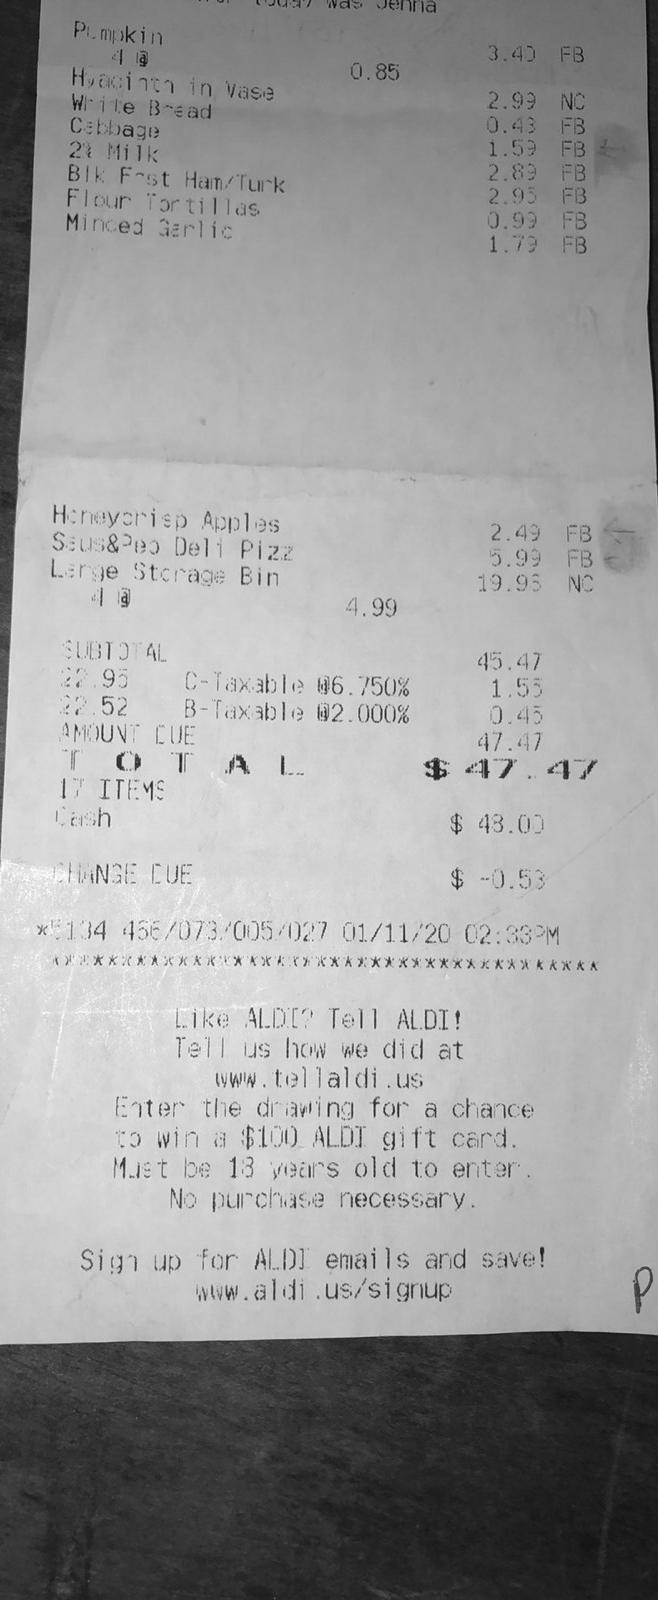 today was Jenna
Pumpkin 3.40 FB
4 @ 0.85
Hyacinth in Vase 2.99 NC
White Bread 0.43 FB
Cabbage 1.59 FB
2% Milk 2.89 FB
Blk Frst Ham/Turk 2.95 FB
Flour Tortillas 0.99 FB
Minced Garlic 1.79 FB
Honeycrisp Apples 2.49 FB
Saus&Pep Deli Pizz 5.99 FB
Large Storage Bin 19.96 NC
4 @ 4.99
SUBTOTAL 45.47
22.95 C-Taxable @6.750% 1.55
22.52 B-Taxable @2.000% 0.45
AMOUNT DUE 47.47
T O T A L $47.47
17 ITEMS
Cash $ 48.00
CHANGE DUE $ -0.53
*5134 466/073/005/027 01/11/20 02:33PM
*****************************************
Like ALDI? Tell ALDI!
Tell us how we did at
www.tellaldi.us
Enter the drawing for a chance
to win a $100 ALDI gift card.
Must be 18 years old to enter.
No purchase necessary.
Sign up for ALDI emails and save!
www.aldi.us/signup
P